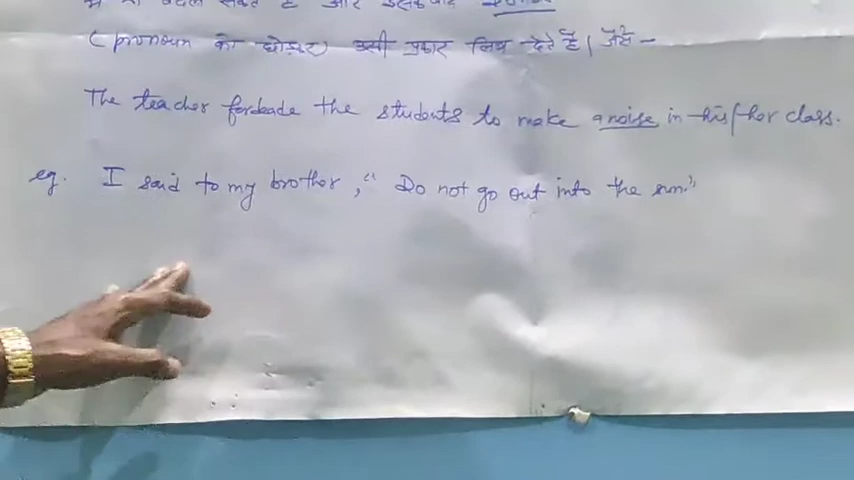 (pronoun को छोड़कर) उसी प्रकार लिख देते हैं। जैसे -
The teacher forbade the students to make a noise in his/her class.
eg. I said to my brother, "Do not go out into the sun."